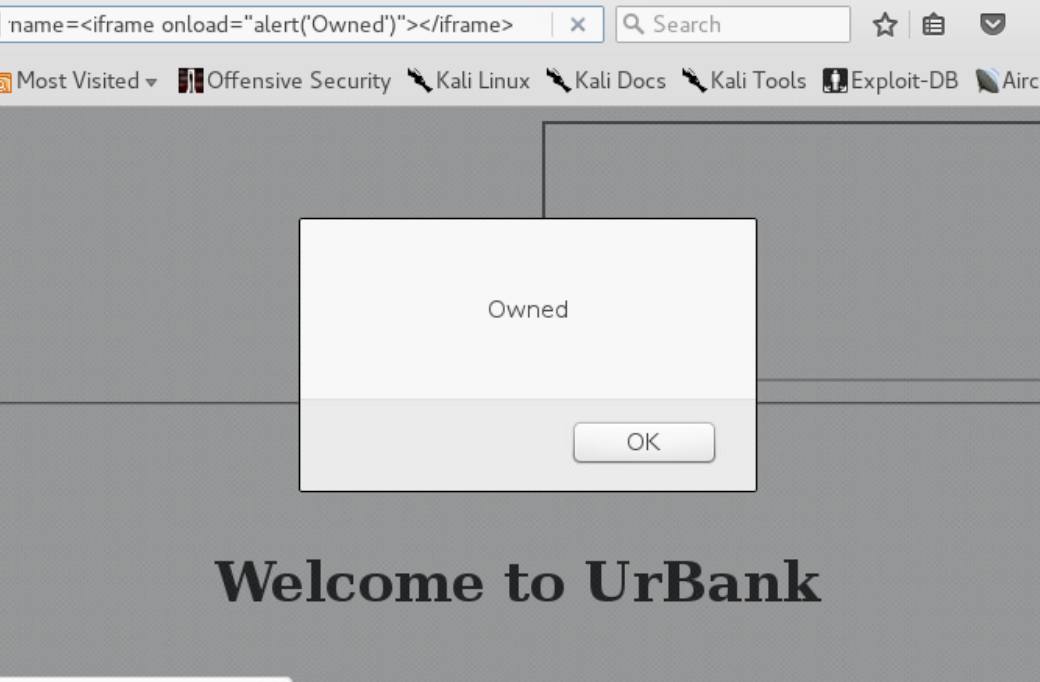 name=<iframe onload="alert('Owned')"></iframe>
Search
Most Visited
Offensive Security
Kali Linux
Kali Docs
Kali Tools
Exploit-DB
Airc
Owned
OK
Welcome to UrBank